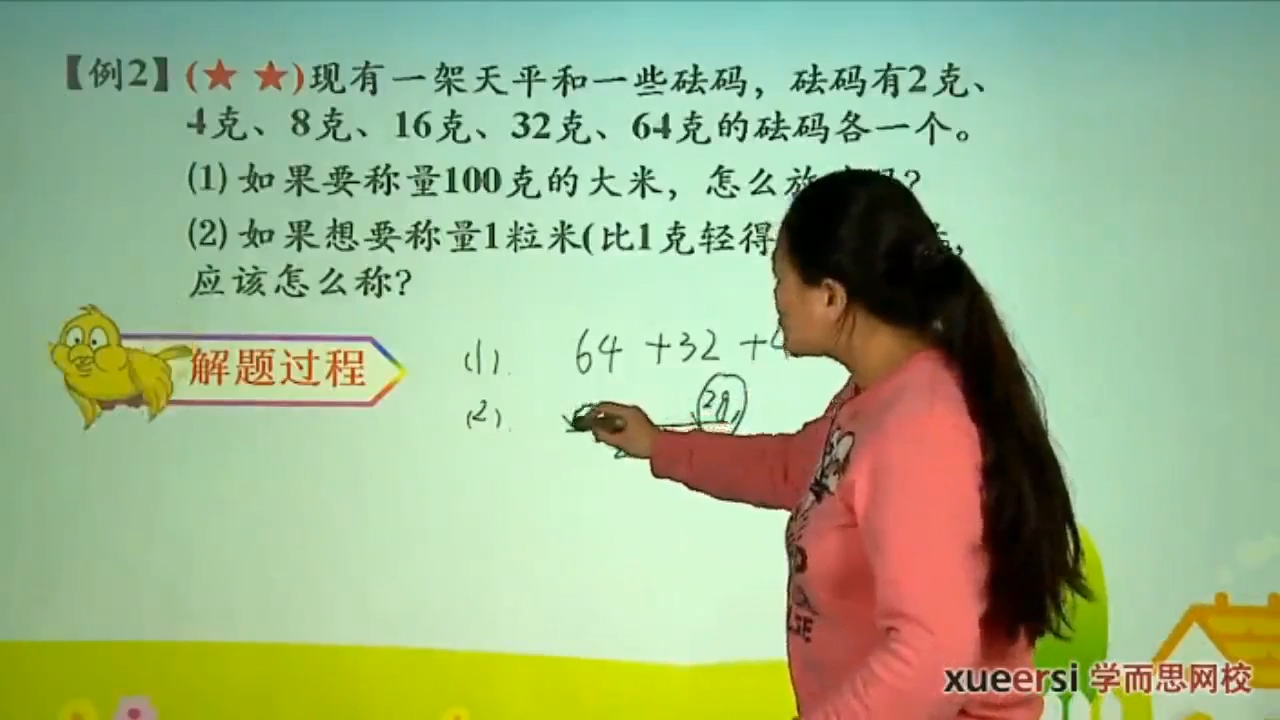 【例2】(★ ★)现有一架天平和一些砝码，砝码有2克、
4克、8克、16克、32克、64克的砝码各一个。
(1)如果要称量100克的大米，怎么放
?
(2)如果想要称量1粒米(比1克轻得
，
应该怎么称?
解题过程
(1). 64 +32 +4
(2). 2g
xueersi 学而思网校